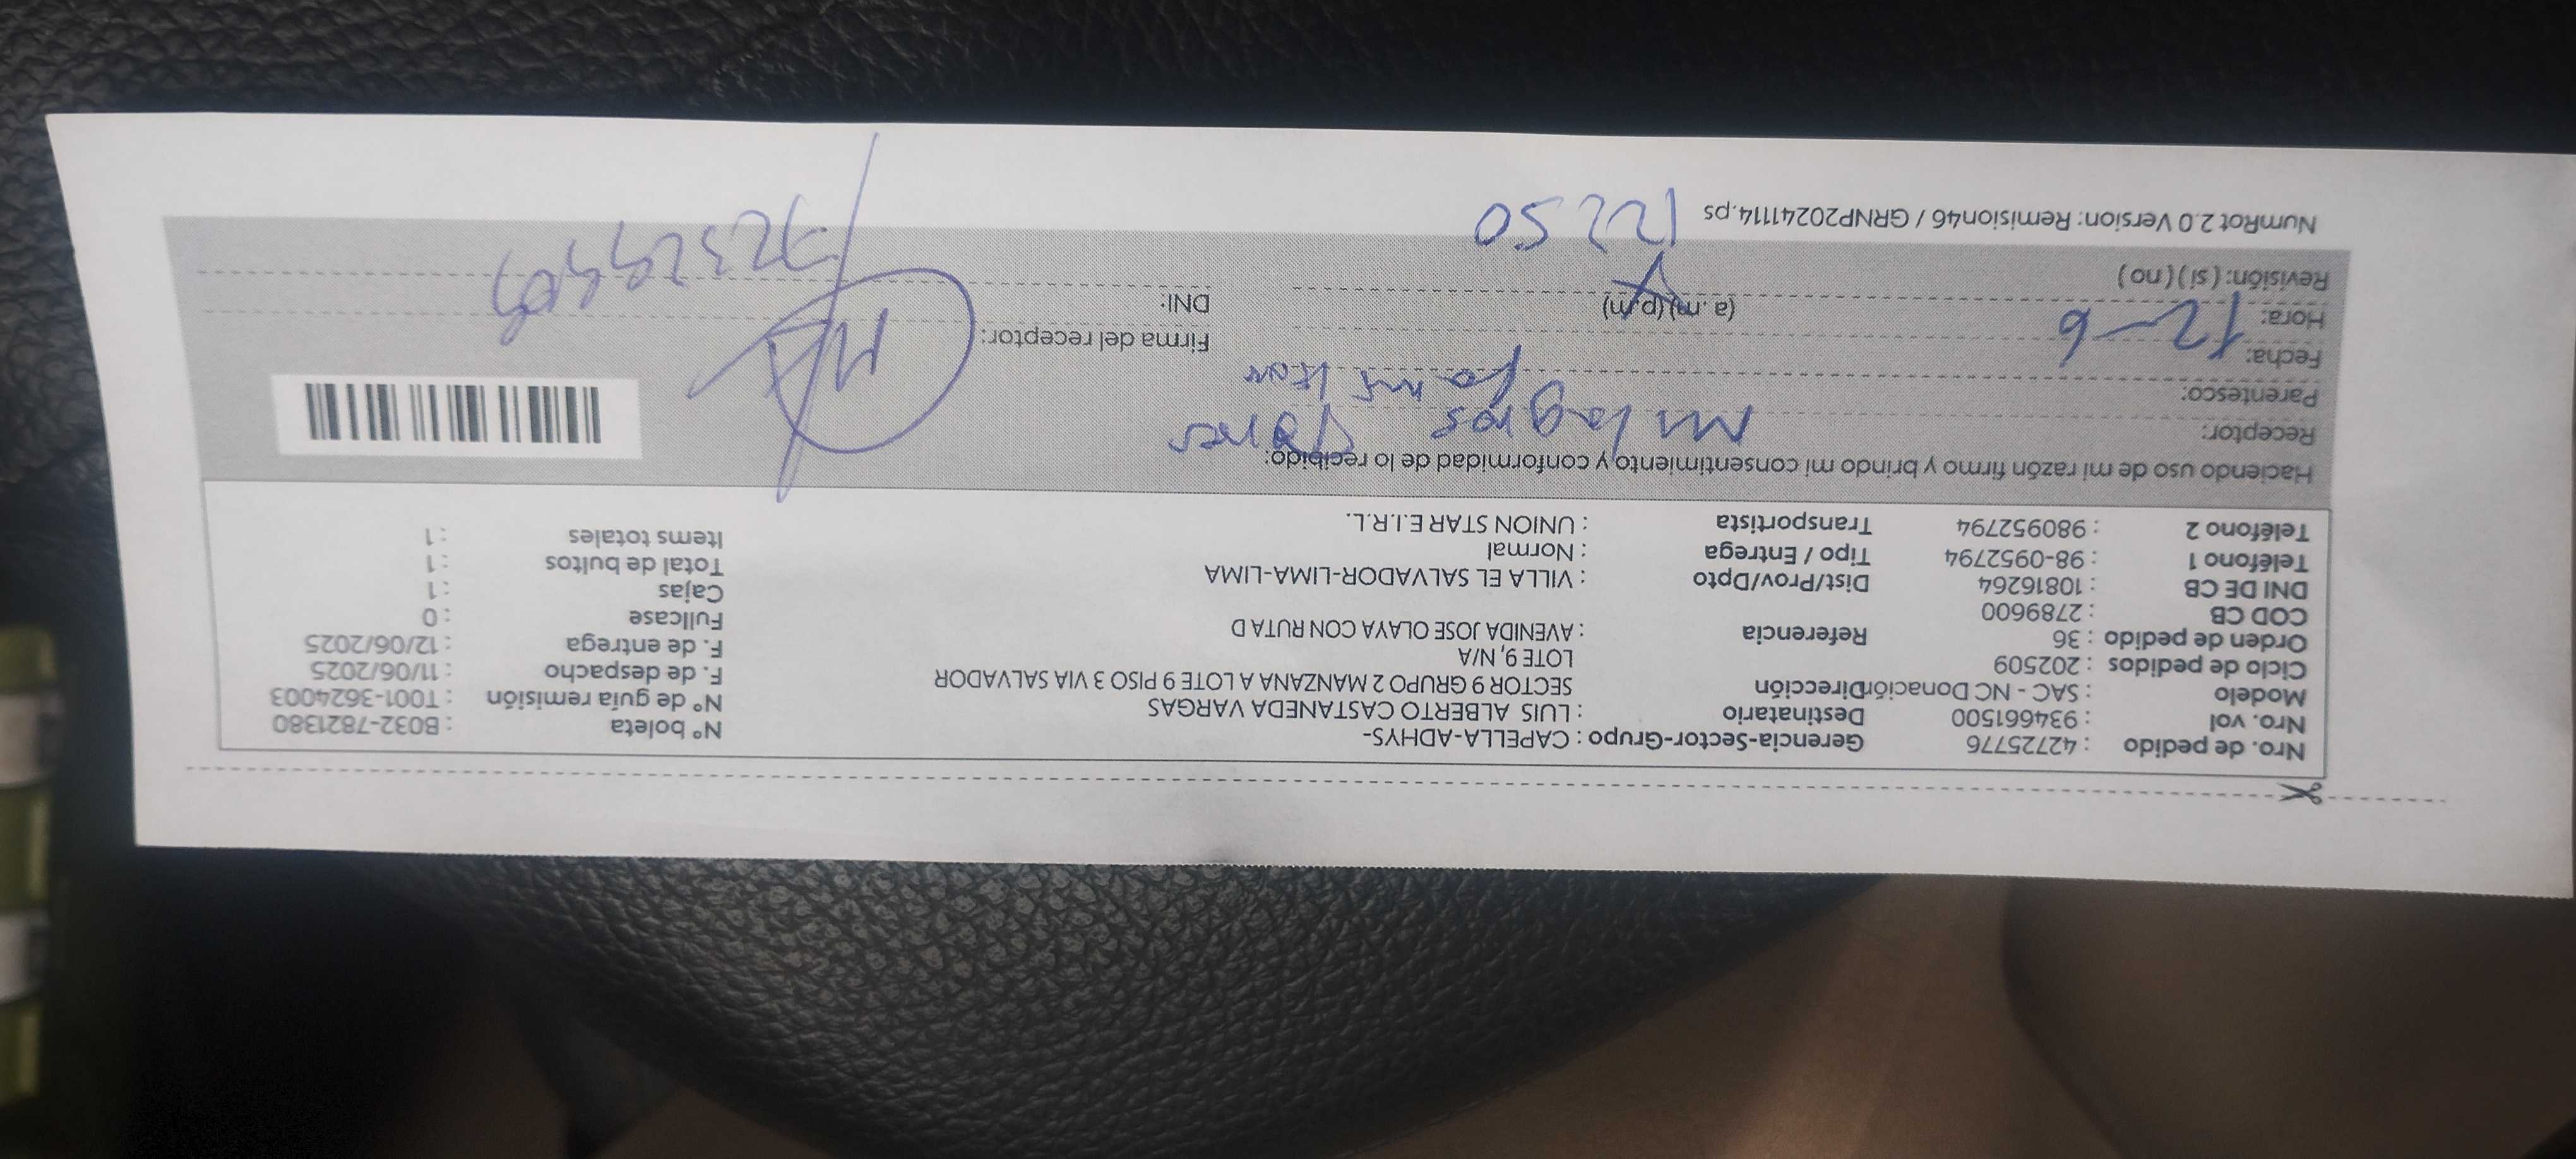 Nro. de pedido : 42725776 Gerencia-Sector-Grupo : CAPELLA-ADHYS- N° boleta : B032-7821380
Nro. vol : 934661500 Destinatario : LUIS ALBERTO CASTANEDA VARGAS N° de guía remisión : T001-3624003
Modelo : SAC - NC Donación Dirección SECTOR 9 GRUPO 2 MANZANA A LOTE 9 PISO 3 VIA SALVADOR F. de despacho : 11/06/2025
Ciclo de pedidos : 202509 LOTE 9, N/A F. de entrega : 12/06/2025
Orden de pedido : 36 Referencia : AVENIDA JOSE OLAYA CON RUTA D Fullcase : 0
COD CB : 2789600 Cajas : 1
DNI DE CB : 10816264 Dist/Prov/Dpto : VILLA EL SALVADOR-LIMA-LIMA Total de bultos : 1
Teléfono 1 : 98-0952794 Tipo / Entrega : Normal Items totales : 1
Teléfono 2 : 980952794 Transportista : UNION STAR E.I.R.L.
Haciendo uso de mi razón firmo y brindo mi consentimiento y conformidad de lo recibido:
Receptor: Milagros
Parentesco: familiar
Fecha: 12-6 Firma del receptor:
Hora: (a.m) (p.m) DNI:
Revisión: ( si ) ( no )
NumRot 2.0 Version: Remision46 / GRNP20241114.ps 12 50